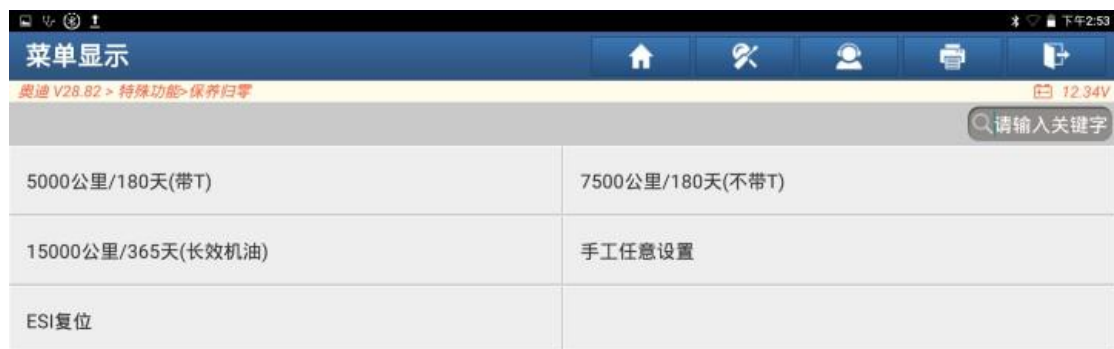 下午2:53
菜单显示
奥迪 V28.82 > 特殊功能>保养归零
12.34V
请输入关键字
5000公里/180天(带T)
7500公里/180天(不带T)
15000公里/365天(长效机油)
手工任意设置
ESI复位